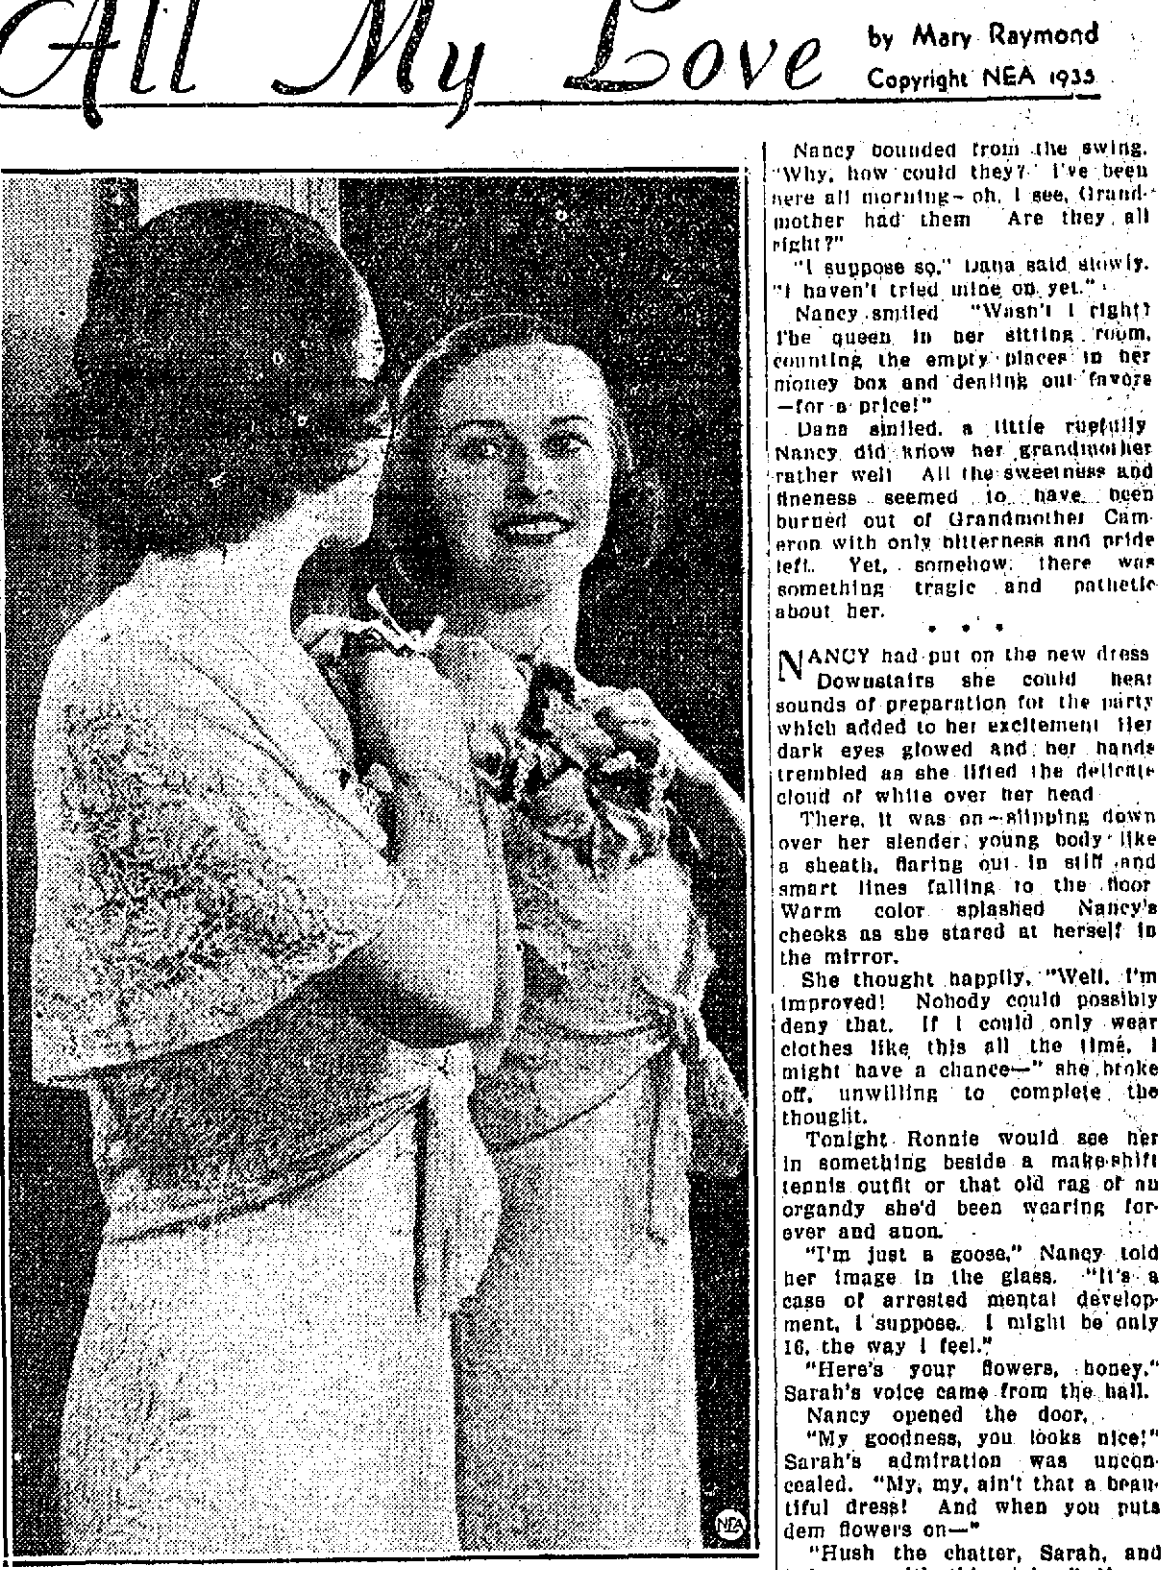 All My Love
by Mary Raymond
Copyright NEA 1935
Nancy bounded from the swing.
"Why, how could they? I've been
here all morning—oh, I see, Grand-
mother had them Are they all
right?"
"I suppose so," Dana said slowly.
"I haven't tried mine on yet."
Nancy smiled "Wasn't I right?
The queen in her sitting room,
counting the empty places in her
money box and dealing out favors
—for a price!"
Dana smiled, a little ruefully
Nancy did know her grandmother
rather well All the sweetness and
fineness seemed to have been
burned out of Grandmother Cam-
eron with only bitterness and pride
left. Yet, somehow, there was
something tragic and pathetic
about her.
• • •
NANCY had put on the new dress
Downstairs she could hear
sounds of preparation for the party
which added to her excitement Her
dark eyes glowed and her hands
trembled as she lifted the delicate
cloud of white over her head
There, it was on—slipping down
over her slender, young body like
a sheath, flaring out in stiff and
smart lines falling to the floor
Warm color splashed Nancy's
cheeks as she stared at herself in
the mirror.
She thought happily, "Well, I'm
improved! Nobody could possibly
deny that. If I could only wear
clothes like this all the time, I
might have a chance—" she broke
off, unwilling to complete the
thought.
Tonight Ronnie would see her
in something beside a make-shift
tennis outfit or that old rag of an
organdy she'd been wearing for-
ever and anon.
"I'm just a goose," Nancy told
her image in the glass. "It's a
case of arrested mental develop-
ment, I suppose. I might be only
16, the way I feel."
"Here's your flowers, honey,"
Sarah's voice came from the hall.
Nancy opened the door.
"My goodness, you looks nice!"
Sarah's admiration was uncon-
cealed. "My, my, ain't that a beau-
tiful dress! And when you puts
dem flowers on—"
"Hush the chatter, Sarah, and
NEA